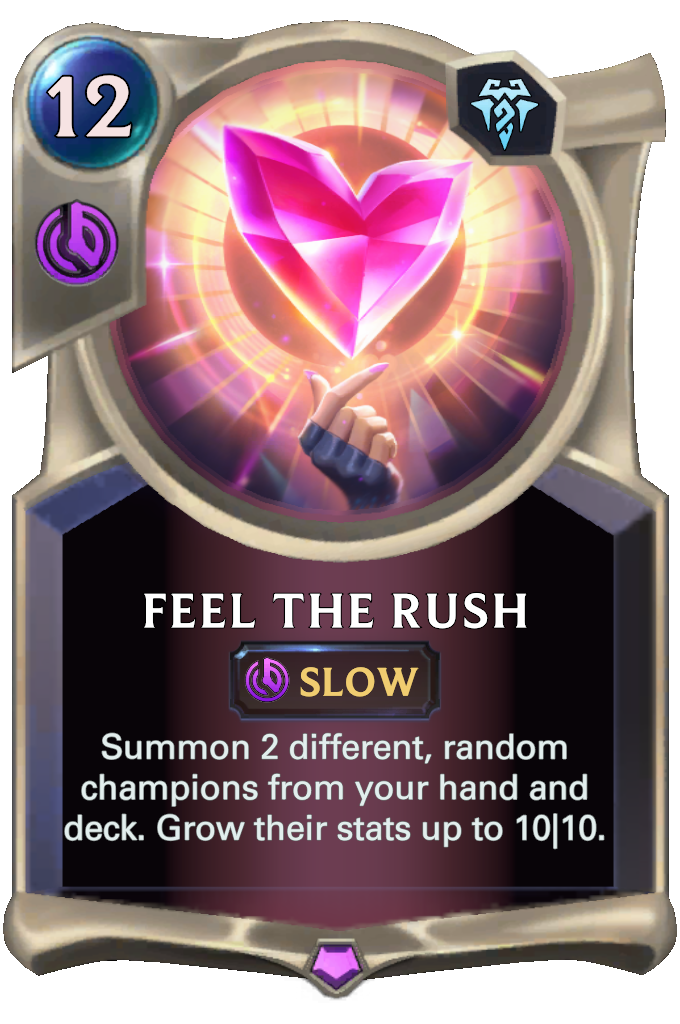 12
FEEL THE RUSH
SLOW
Summon 2 different, random
champions from your hand and
deck. Grow their stats up to 10|10.